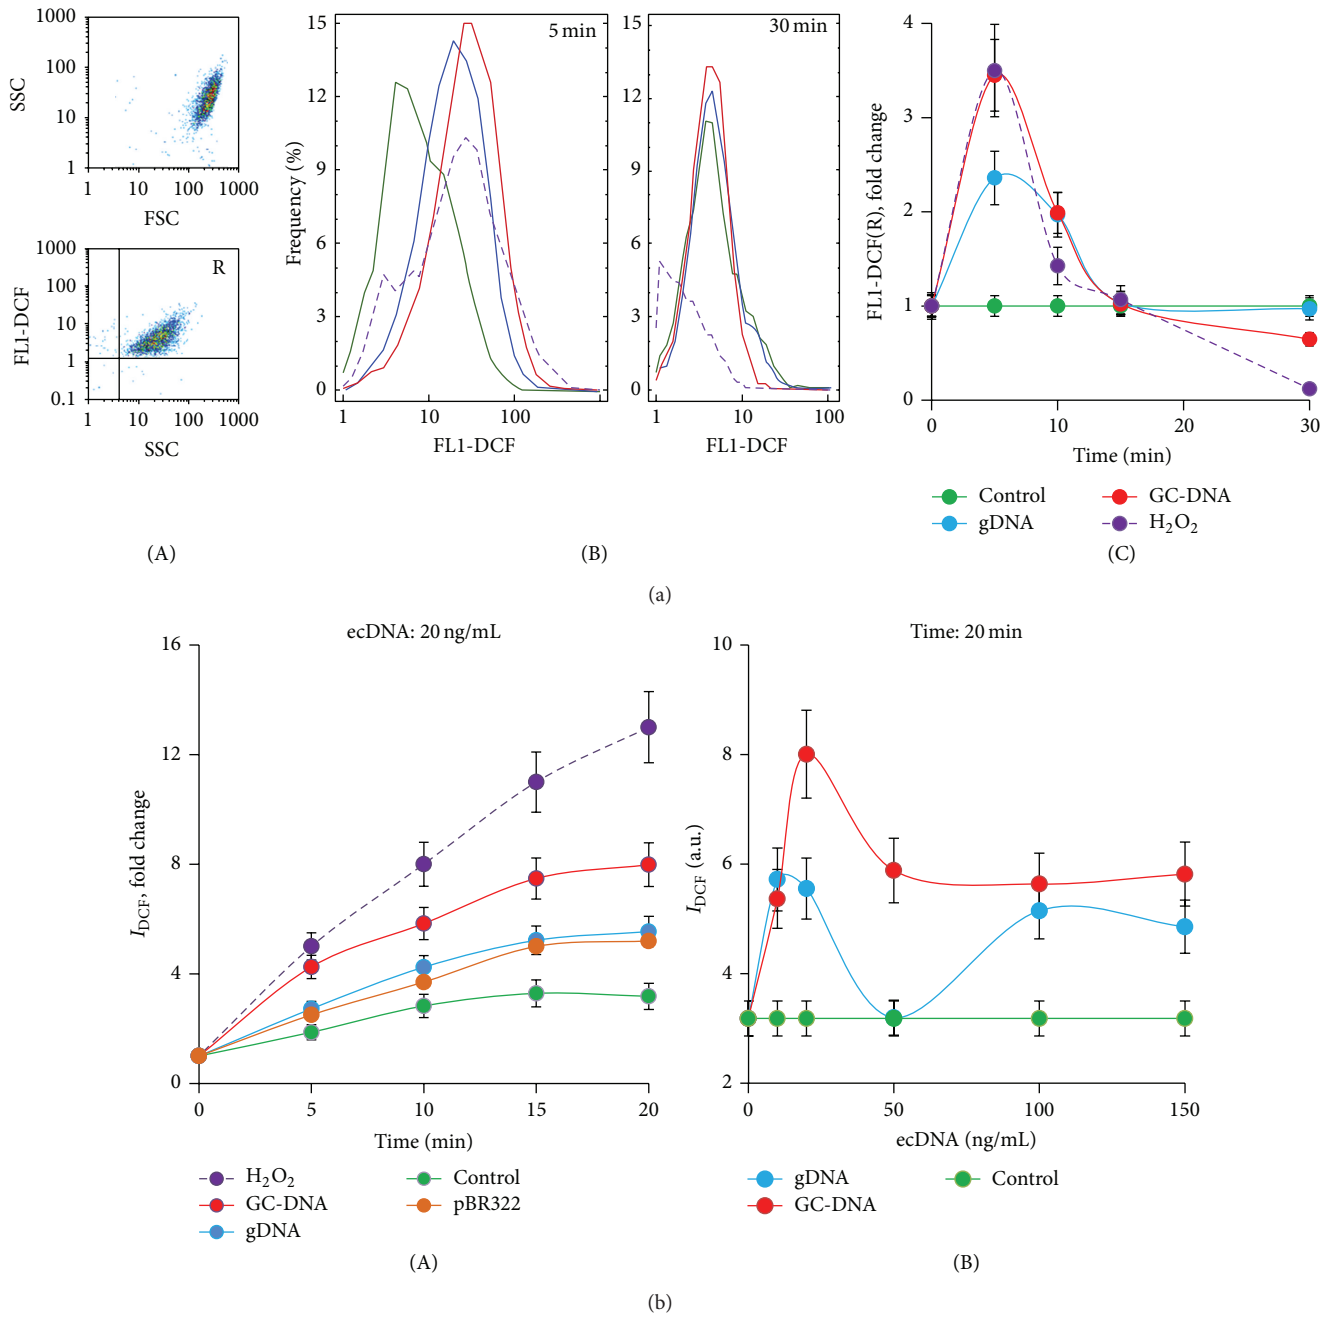 1000
100
10
1
SSC
1 10 100 1000
FSC
1000
100
10
1
0.1
FL1-DCF
R
1 10 100 1000
SSC
(A)
15
12
9
6
3
0
Frequency (%)
5 min
1 10 100
FL1-DCF
15
12
9
6
3
0
30 min
1 10 100
FL1-DCF
(B)
4
3
2
1
0
FL1-DCF(R), fold change
0 10 20 30
Time (min)
Control
gDNA
GC-DNA
H₂O₂
(C)
(a)
ecDNA: 20 ng/mL
16
12
8
4
0
I_DCF, fold change
0 5 10 15 20
Time (min)
H₂O₂
GC-DNA
gDNA
Control
pBR322
(A)
Time: 20 min
10
8
6
4
2
I_DCF (a.u.)
0 50 100 150
ecDNA (ng/mL)
gDNA
GC-DNA
Control
(B)
(b)